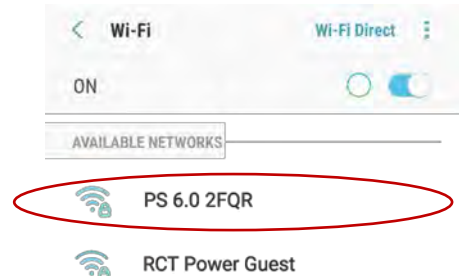 Wi-Fi Wi-Fi Direct
ON
AVAILABLE NETWORKS
PS 6.0 2FQR
RCT Power Guest